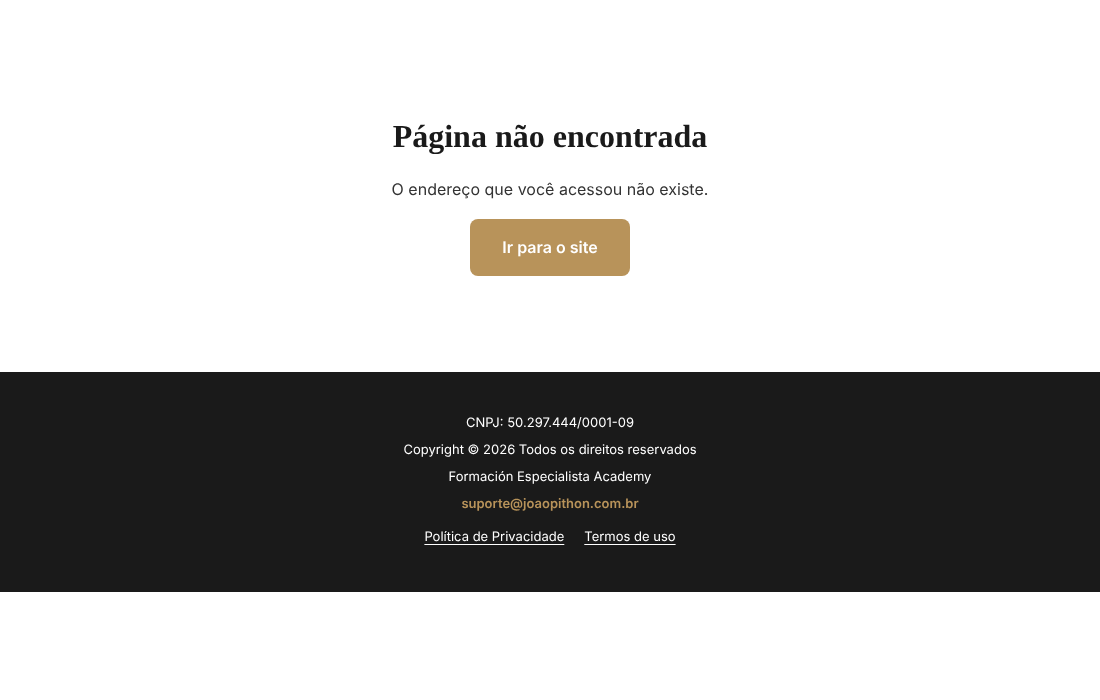 Página não encontrada
O endereço que você acessou não existe.
Ir para o site
CNPJ: 50.297.444/0001-09
Copyright © 2026 Todos os direitos reservados
Formación Especialista Academy
suporte@joaopithon.com.br
Política de Privacidade Termos de uso